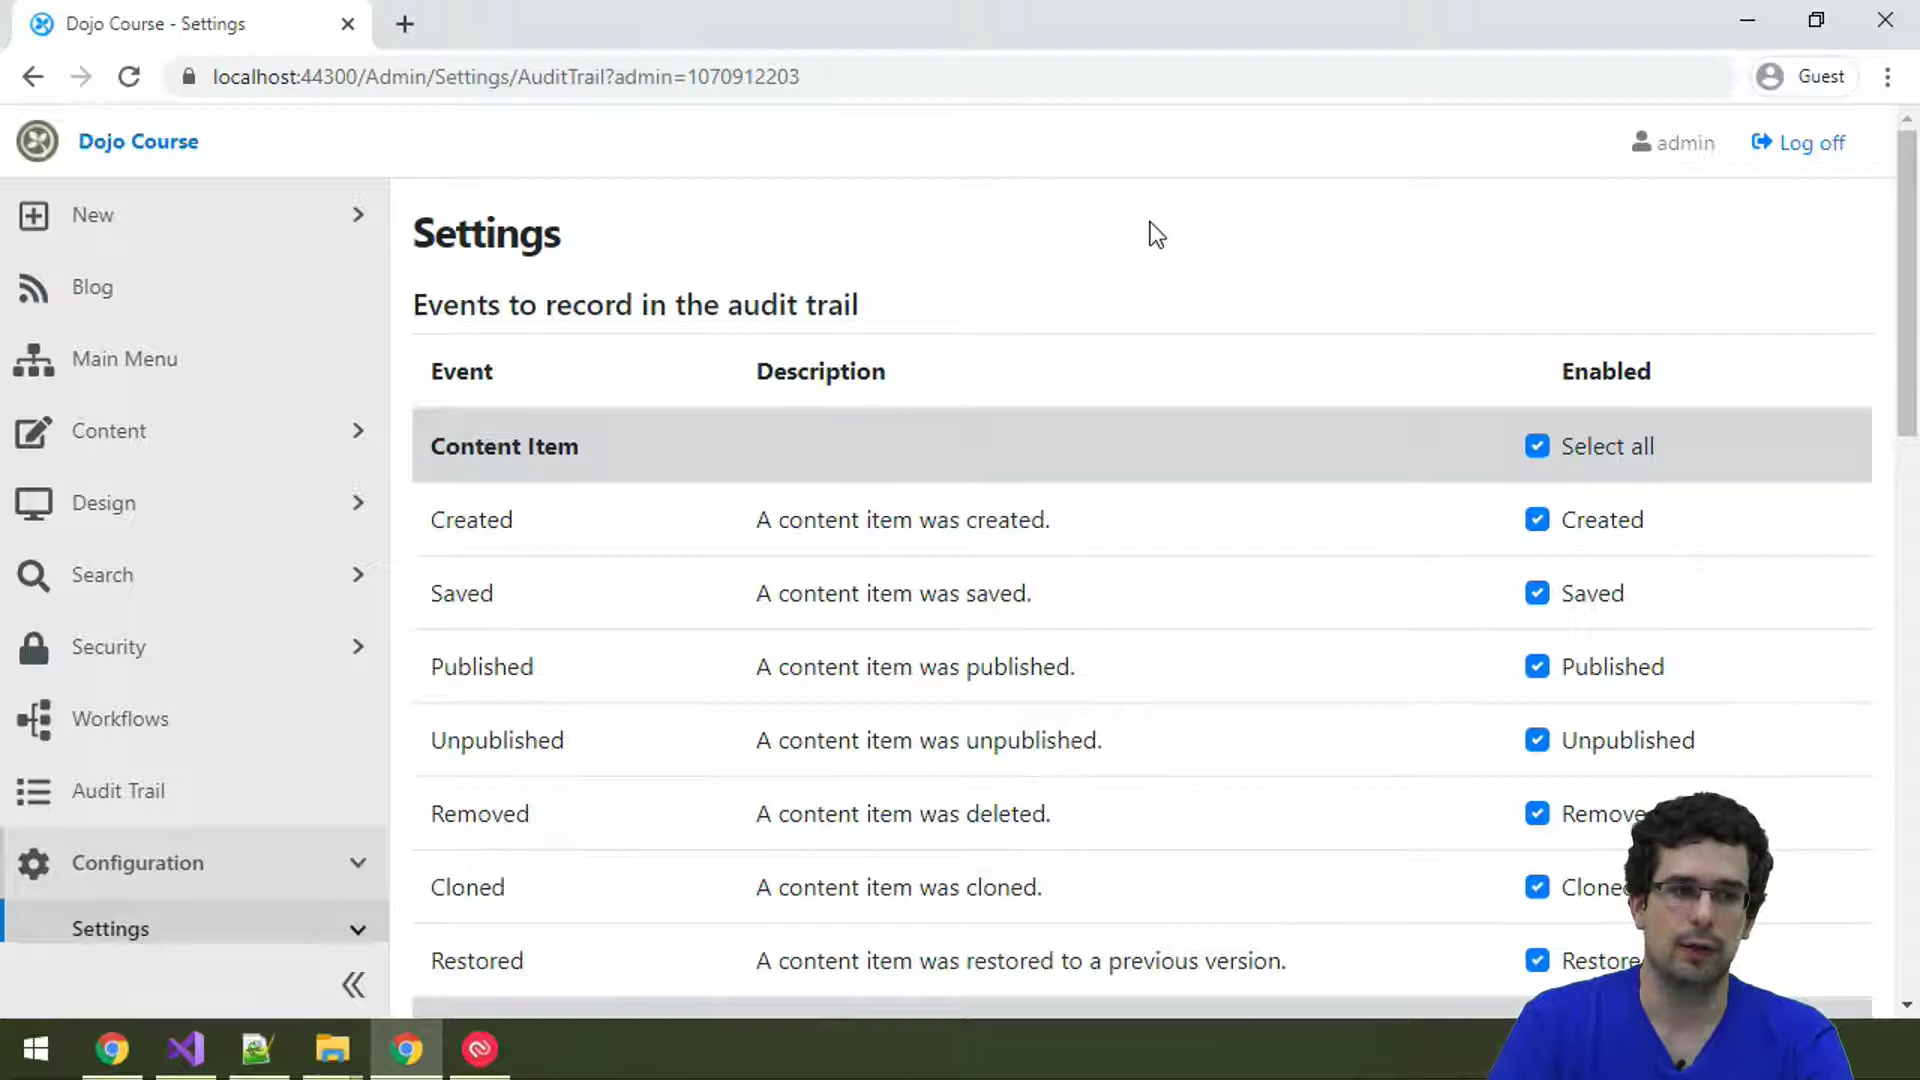 Dojo Course - Settings
localhost:44300/Admin/Settings/AuditTrail?admin=1070912203
Guest
Dojo Course
admin
Log off
New
Blog
Main Menu
Content
Design
Search
Security
Workflows
Audit Trail
Configuration
Settings
Settings
Events to record in the audit trail
Event Description Enabled
Content Item Select all
Created A content item was created. Created
Saved A content item was saved. Saved
Published A content item was published. Published
Unpublished A content item was unpublished. Unpublished
Removed A content item was deleted.
Cloned A content item was cloned.
Restored A content item was restored to a previous version.